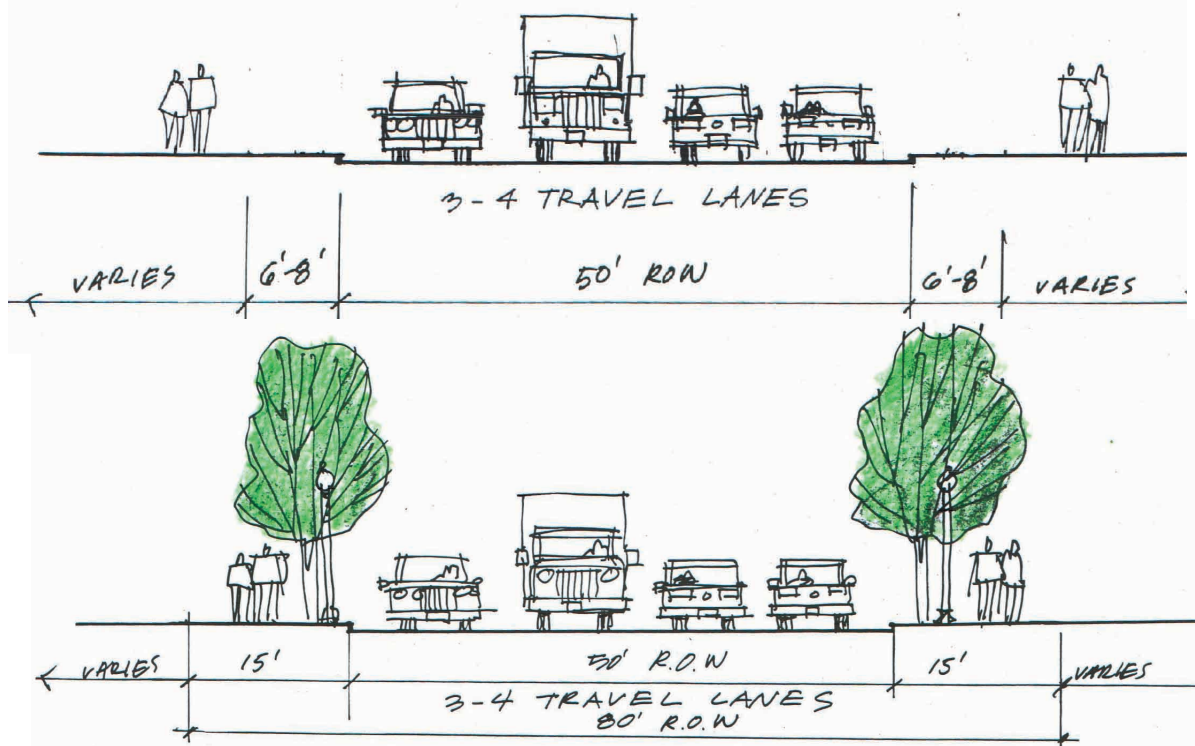 3-4 TRAVEL LANES
VARIES 6'-8' 50' ROW 6'-8' VARIES
VARIES 15' 50' R.O.W 15' VARIES
3-4 TRAVEL LANES
80' R.O.W